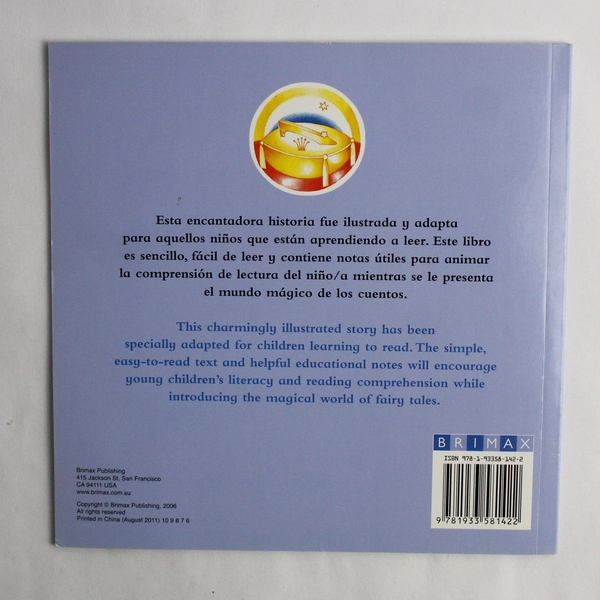 Esta encantadora historia fue ilustrada y adapta
para aquellos niños que están aprendiendo a leer. Este libro
es sencillo, fácil de leer y contiene notas útiles para animar
la comprensión de lectura del niño/a mientras se le presenta
el mundo mágico de los cuentos.
This charmingly illustrated story has been
specially adapted for children learning to read. The simple,
easy-to-read text and helpful educational notes will encourage
young children's literacy and reading comprehension while
introducing the magical world of fairy tales.
Brimax Publishing
415 Jackson St, San Francisco
CA 94111 USA
www.brimax.com.au
Copyright © Brimax Publishing, 2006
All rights reserved
Printed in China (August 2011) 10 9 8 7 6
BRIMAX
ISBN 978-1-93358-142-2
9 781933 581422